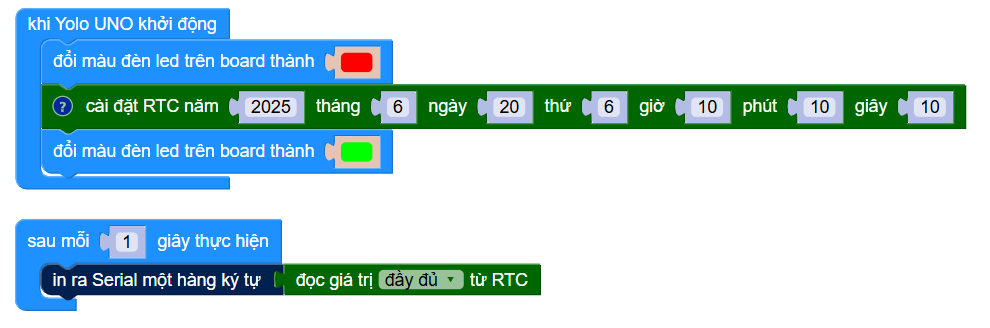 khi Yolo UNO khởi động
đổi màu đèn led trên board thành
? cài đặt RTC năm 2025 tháng 6 ngày 20 thứ 6 giờ 10 phút 10 giây 10
đổi màu đèn led trên board thành
sau mỗi 1 giây thực hiện
in ra Serial một hàng ký tự đọc giá trị đầy đủ từ RTC